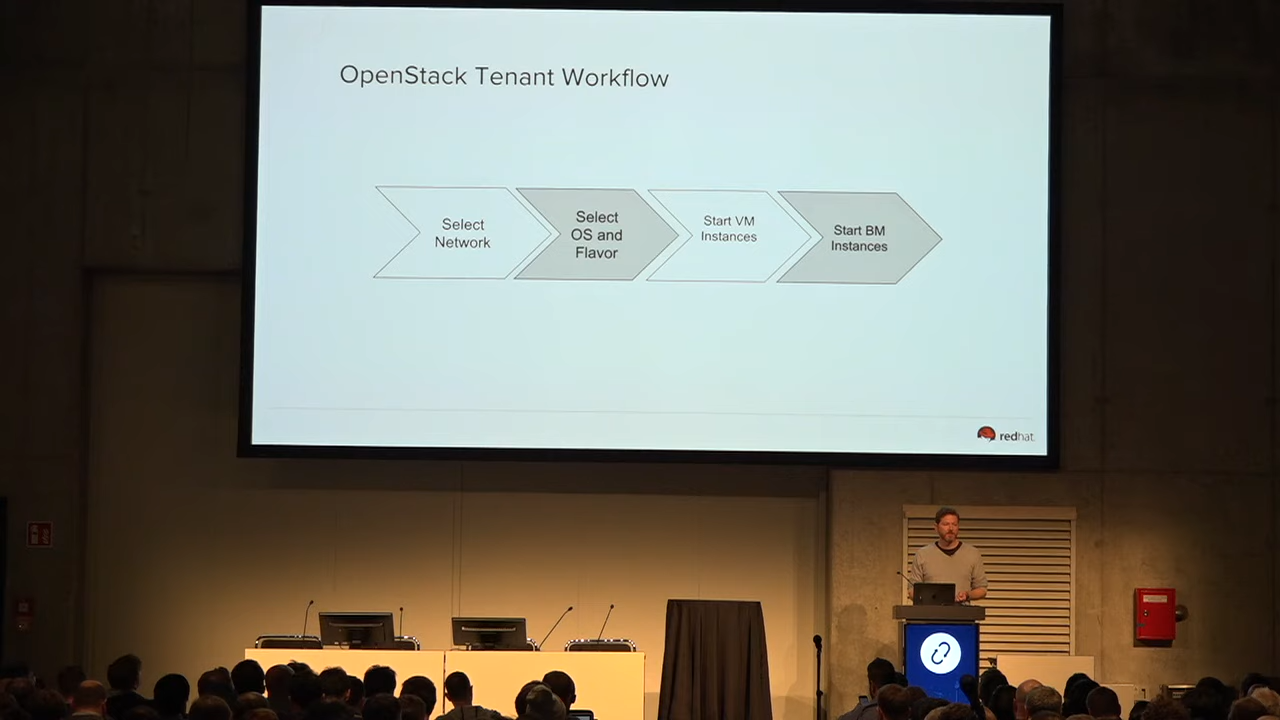 OpenStack Tenant Workflow
Select
Network
Select
OS and
Flavor
Start VM
Instances
Start BM
Instances
redhat